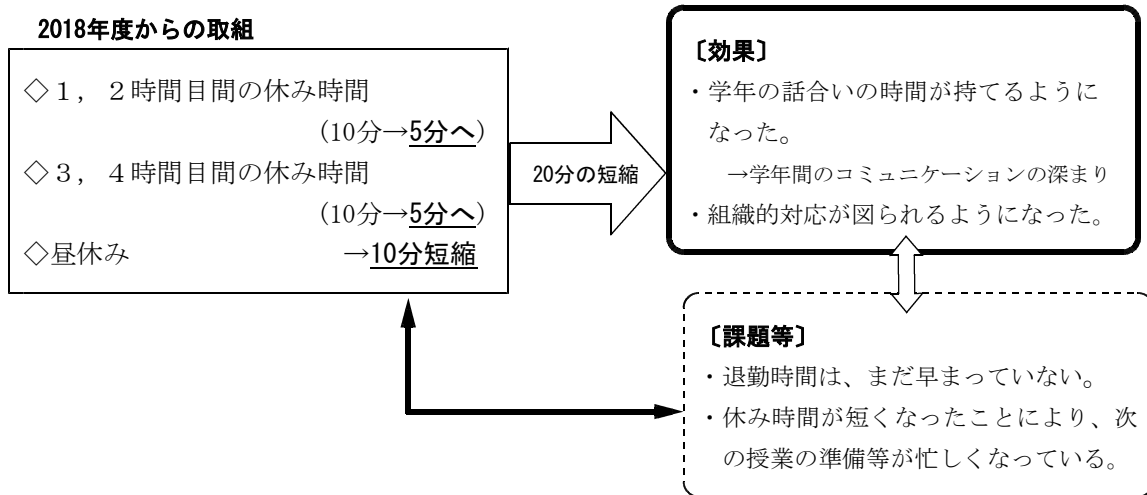 2018年度からの取組
◇１，２時間目間の休み時間
(10分→5分へ)
◇３，４時間目間の休み時間
(10分→5分へ)
◇昼休み →10分短縮
20分の短縮
〔効果〕
・学年の話合いの時間が持てるように
なった。
→学年間のコミュニケーションの深まり
・組織的対応が図られるようになった。
〔課題等〕
・退勤時間は、まだ早まっていない。
・休み時間が短くなったことにより、次
の授業の準備等が忙しくなっている。